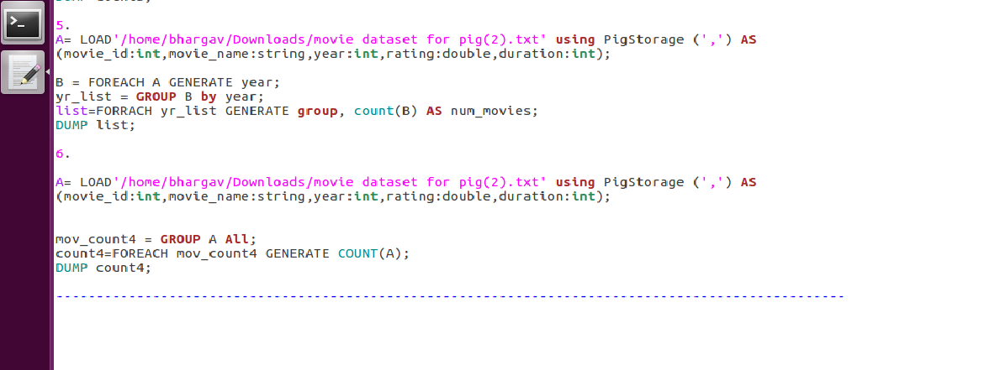 5.
A= LOAD'/home/bhargav/Downloads/movie dataset for pig(2).txt' using PigStorage (',') AS
(movie_id:int,movie_name:string,year:int,rating:double,duration:int);
B = FOREACH A GENERATE year;
yr_list = GROUP B by year;
list=FORRACH yr_list GENERATE group, count(B) AS num_movies;
DUMP list;
6.
A= LOAD'/home/bhargav/Downloads/movie dataset for pig(2).txt' using PigStorage (',') AS
(movie_id:int,movie_name:string,year:int,rating:double,duration:int);
mov_count4 = GROUP A All;
count4=FOREACH mov_count4 GENERATE COUNT(A);
DUMP count4;
--------------------------------------------------------------------------------------------------